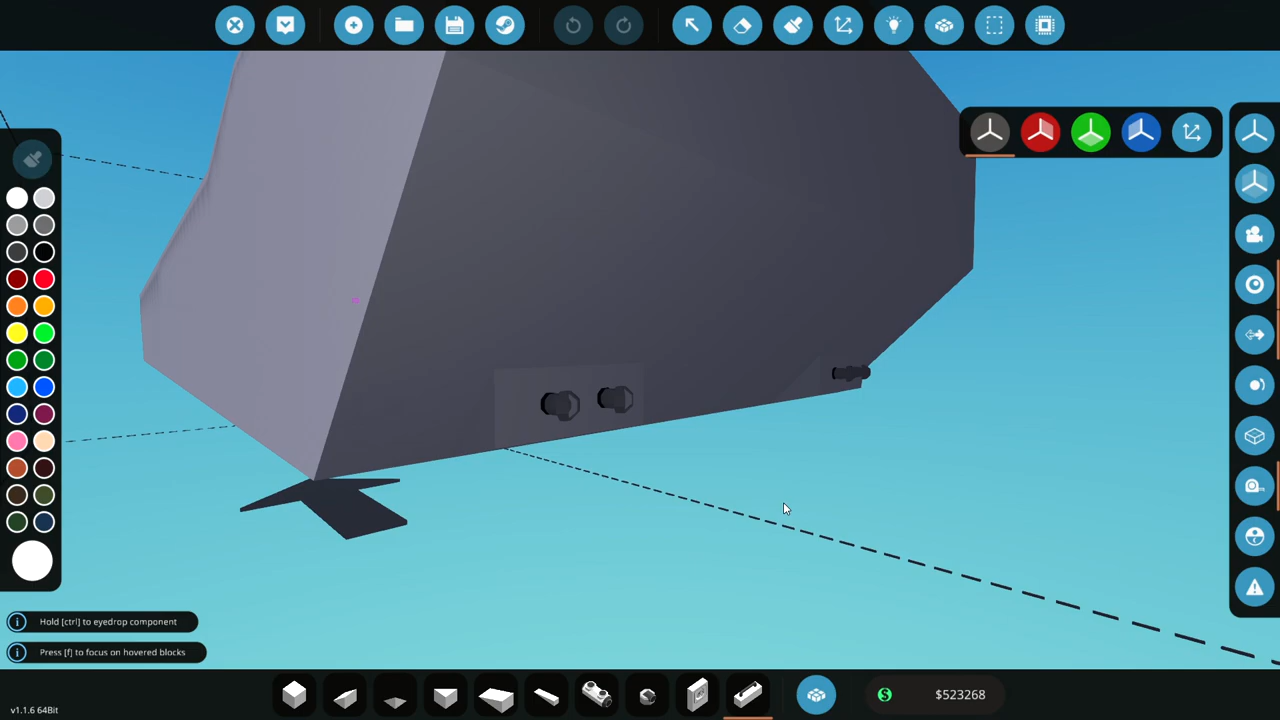 Hold [ctrl] to eyedrop component
Press [f] to focus on hovered blocks
$523268
v1.1.6 64Bit